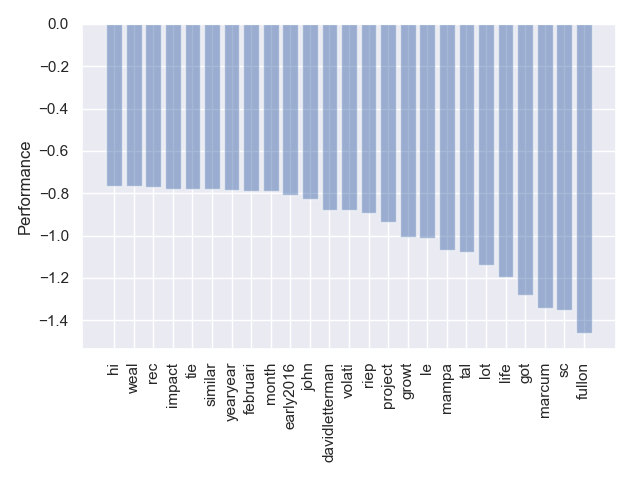 0.0
−0.2
−0.4
−0.6
−0.8
−1.0
−1.2
−1.4
Performance
hi
weal
rec
impact
tie
similar
yearyear
februari
month
early2016
john
davidletterman
volati
riep
project
growt
le
mampa
tal
lot
life
got
marcum
sc
fullon